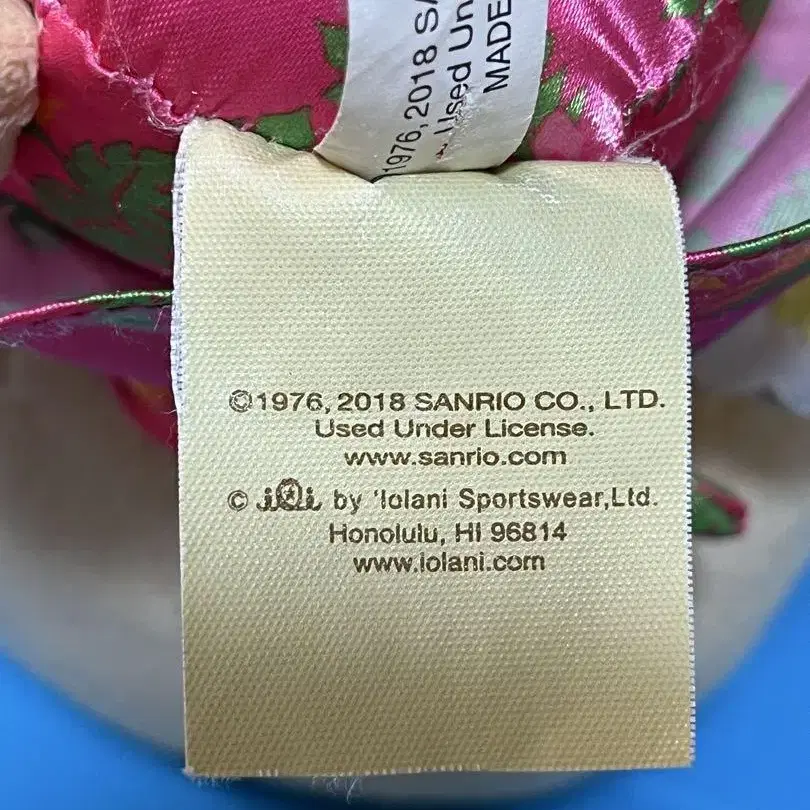 1976, 2018 SA
Used Un
MADE
©1976, 2018 SANRIO CO., LTD.
Used Under License.
www.sanrio.com
© iQi by 'Iolani Sportswear,Ltd.
Honolulu, HI 96814
www.iolani.com